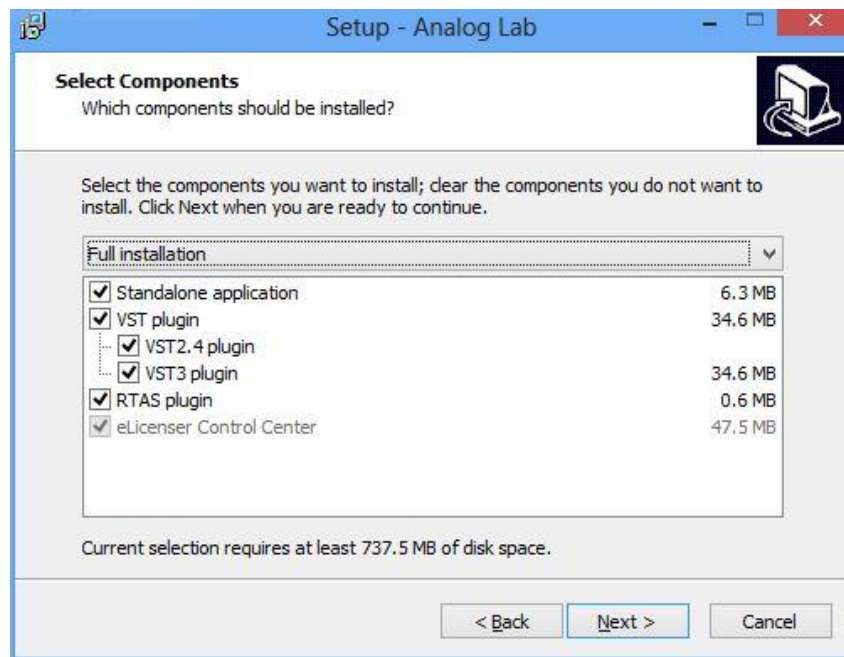 Setup - Analog Lab
Select Components
Which components should be installed?
Select the components you want to install; clear the components you do not want to
install. Click Next when you are ready to continue.
Full installation
Standalone application 6.3 MB
VST plugin 34.6 MB
VST2.4 plugin
VST3 plugin 34.6 MB
RTAS plugin 0.6 MB
eLicenser Control Center 47.5 MB
Current selection requires at least 737.5 MB of disk space.
< Back Next > Cancel